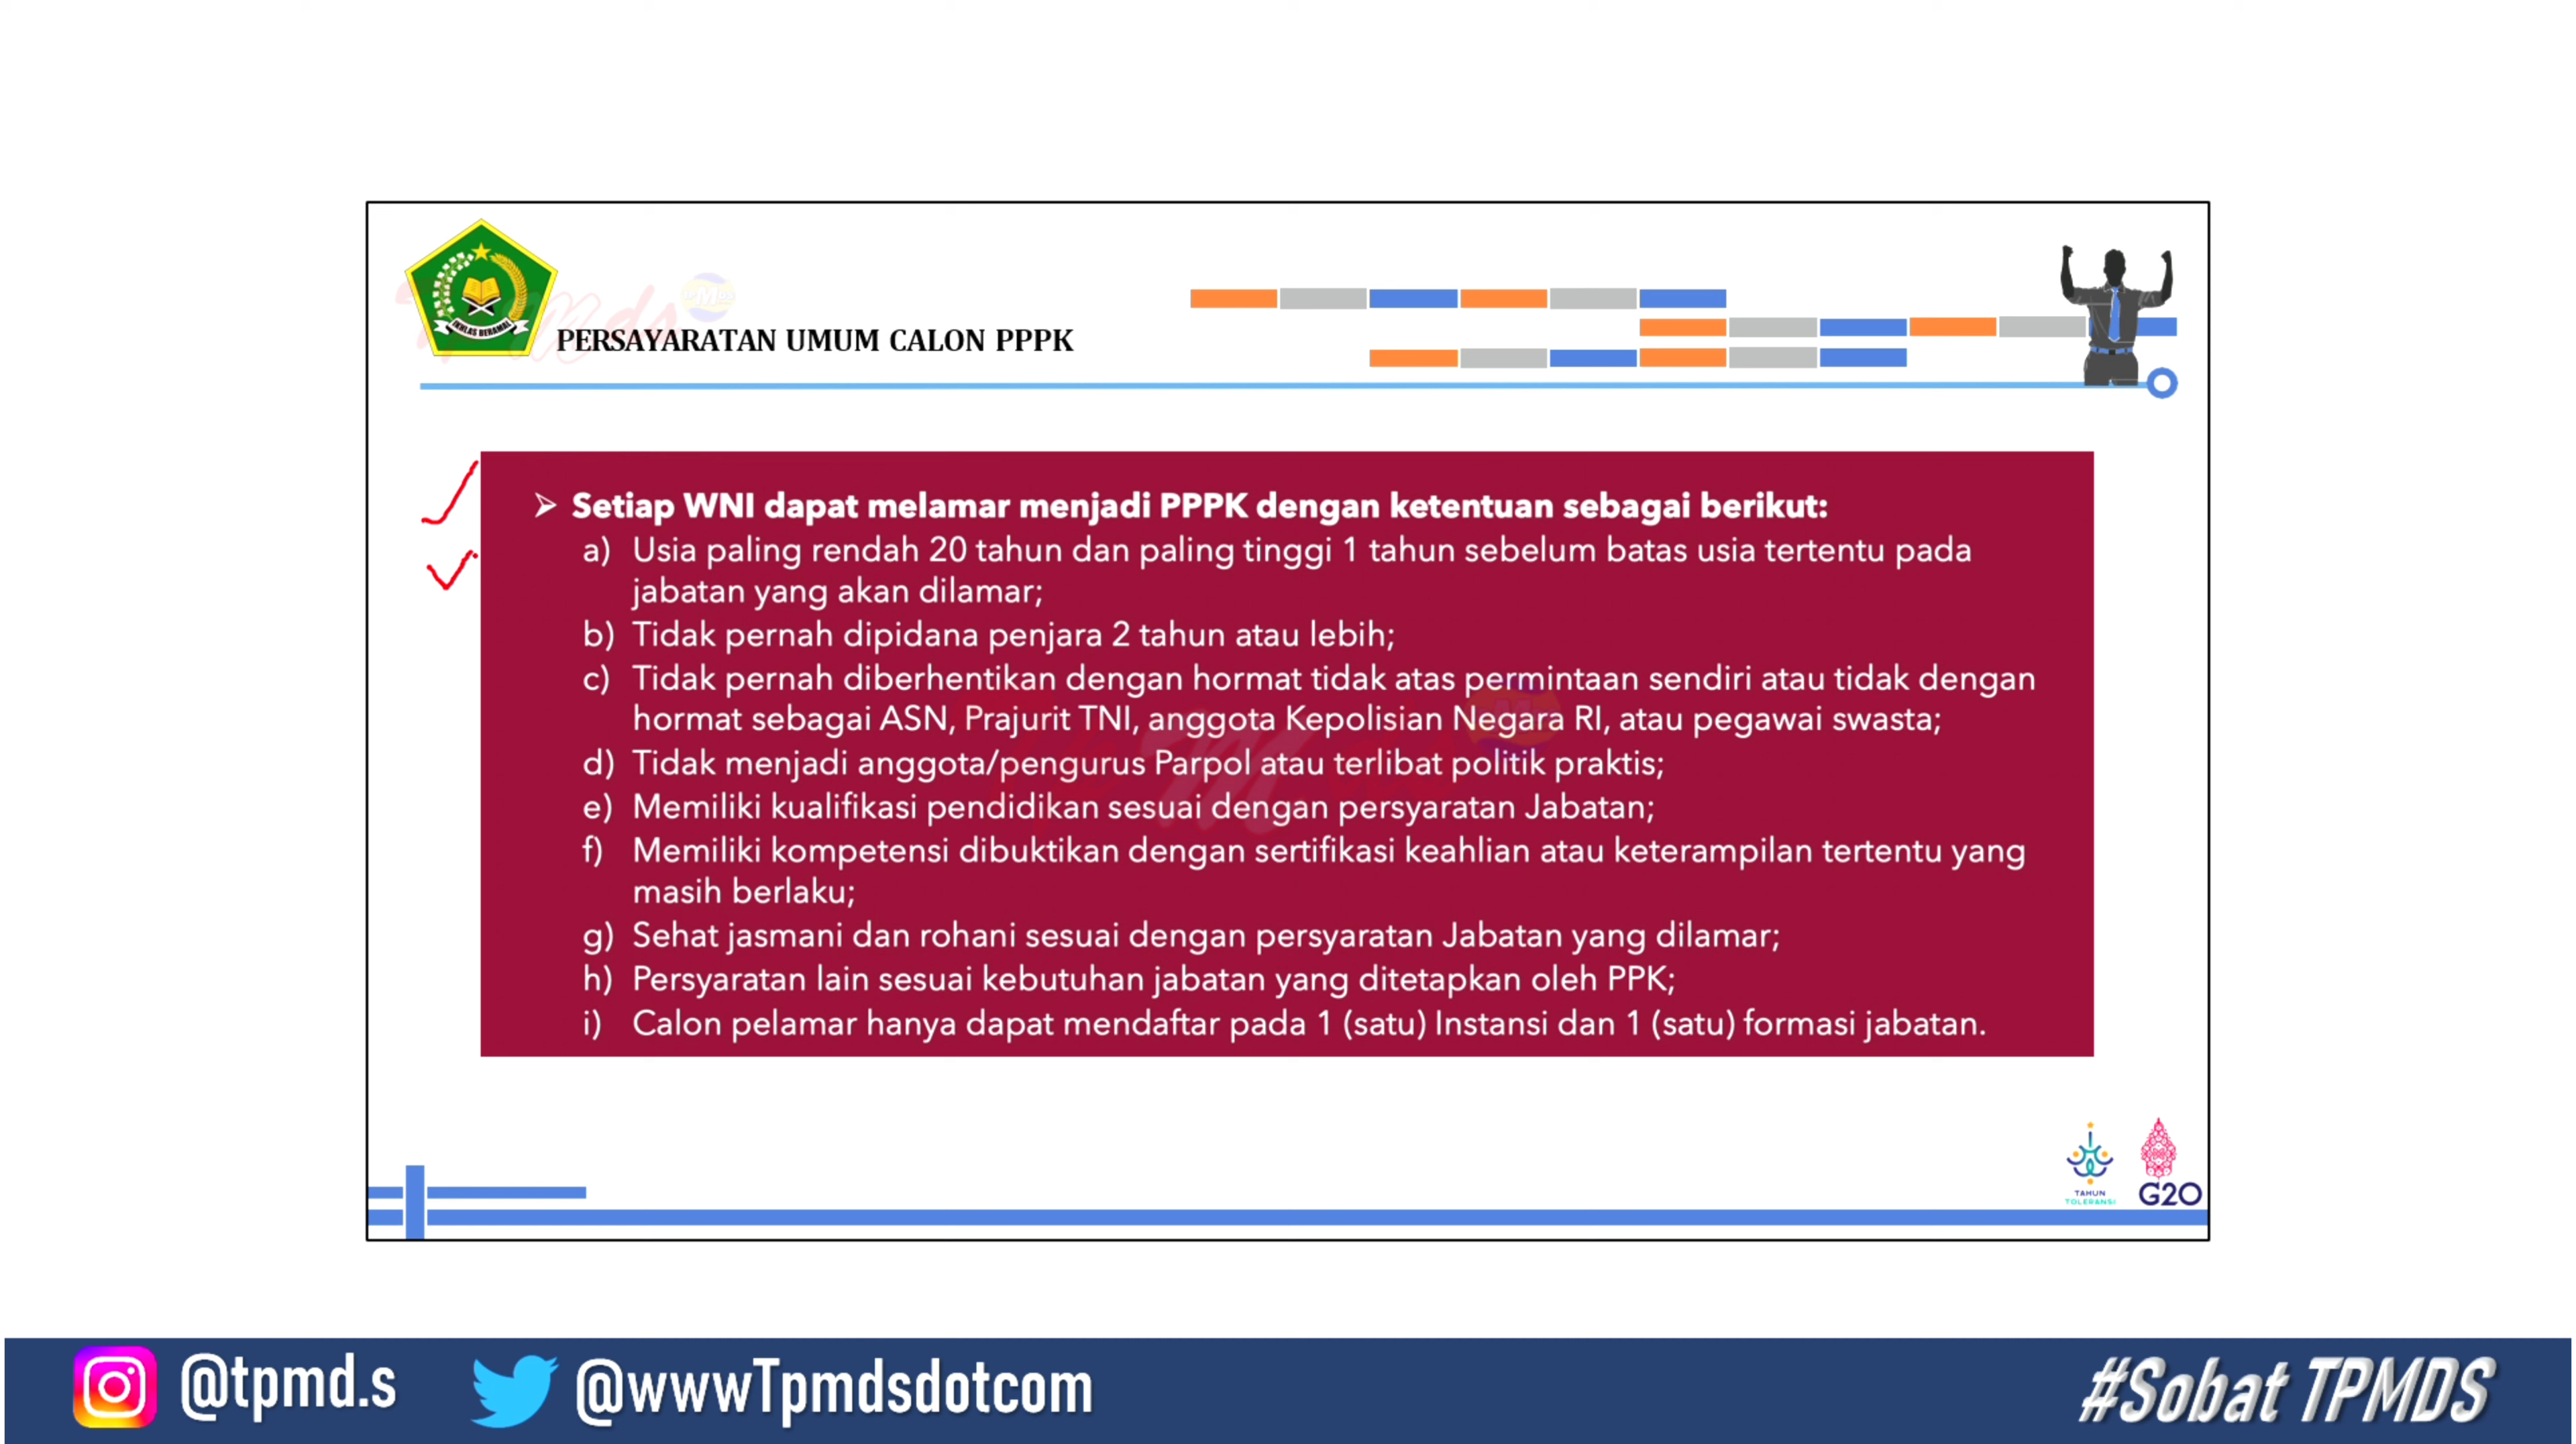 IKHLAS BERAMAL
PERSAYARATAN UMUM CALON PPPK
➢ Setiap WNI dapat melamar menjadi PPPK dengan ketentuan sebagai berikut:
a) Usia paling rendah 20 tahun dan paling tinggi 1 tahun sebelum batas usia tertentu pada
jabatan yang akan dilamar;
b) Tidak pernah dipidana penjara 2 tahun atau lebih;
c) Tidak pernah diberhentikan dengan hormat tidak atas permintaan sendiri atau tidak dengan
hormat sebagai ASN, Prajurit TNI, anggota Kepolisian Negara RI, atau pegawai swasta;
d) Tidak menjadi anggota/pengurus Parpol atau terlibat politik praktis;
e) Memiliki kualifikasi pendidikan sesuai dengan persyaratan Jabatan;
f) Memiliki kompetensi dibuktikan dengan sertifikasi keahlian atau keterampilan tertentu yang
masih berlaku;
g) Sehat jasmani dan rohani sesuai dengan persyaratan Jabatan yang dilamar;
h) Persyaratan lain sesuai kebutuhan jabatan yang ditetapkan oleh PPK;
i) Calon pelamar hanya dapat mendaftar pada 1 (satu) Instansi dan 1 (satu) formasi jabatan.
TAHUN
TOLERANSI
G20
@tpmd.s
@wwwTpmdsdotcom
#Sobat TPMDS